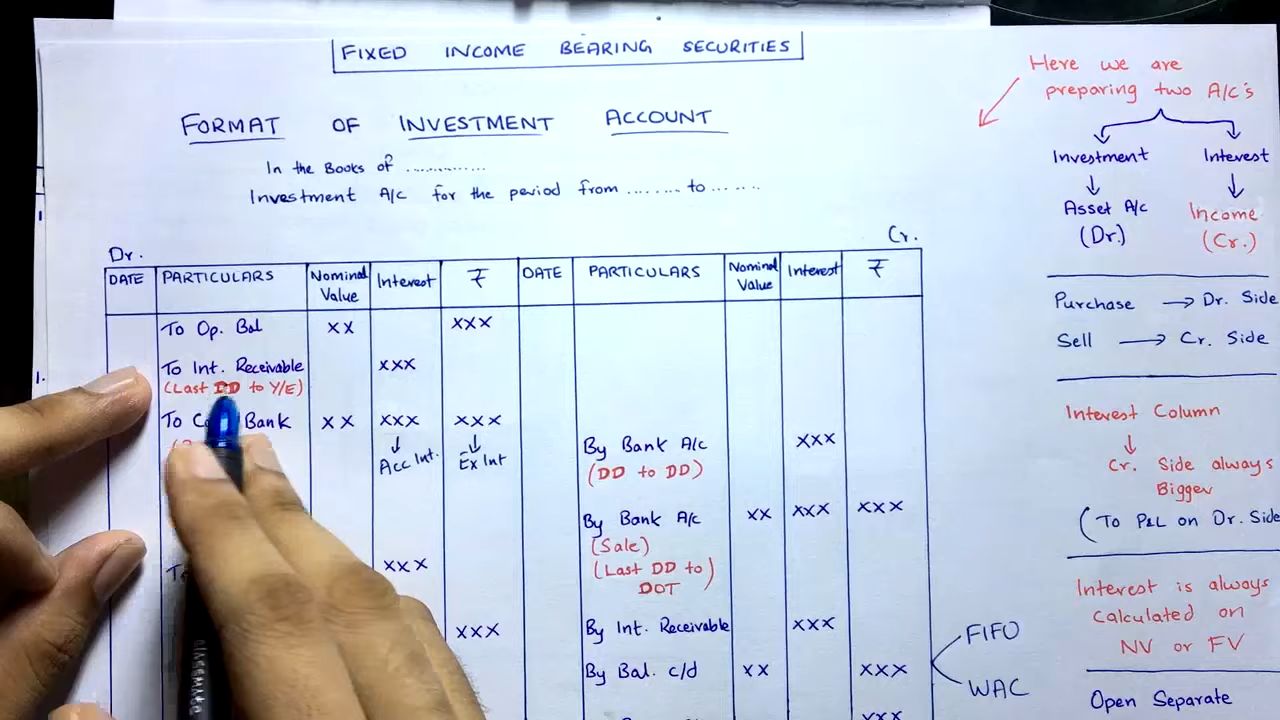 FIXED INCOME BEARING SECURITIES
FORMAT OF INVESTMENT ACCOUNT
In the Books of .............
Investment A/c for the period from ........ to .......
Dr. Cr.
DATE PARTICULARS Nominal Value Interest ₹ DATE PARTICULARS Nominal Value Interest ₹
To Op. Bal XX XXX
To Int. Receivable XXX
(Last DD to Y/E)
To Bank XX XXX XXX
Acc Int. Ex Int
By Bank A/c XXX
(DD to DD)
By Bank A/c XX XXX XXX
(Sale)
(Last DD to DOT)
XXX
XXX
By Int. Receivable XXX
By Bal. c/d XX XXX
XXX
FIFO
WAC
Here we are
preparing two A/c's
Investment Interest
Asset A/c Income
(Dr.) (Cr.)
Purchase → Dr. Side
Sell → Cr. Side
Interest Column
Cr. Side always
Bigger
(To P&L on Dr. Side
Interest is always
calculated on
NV or FV
Open Separate
1.